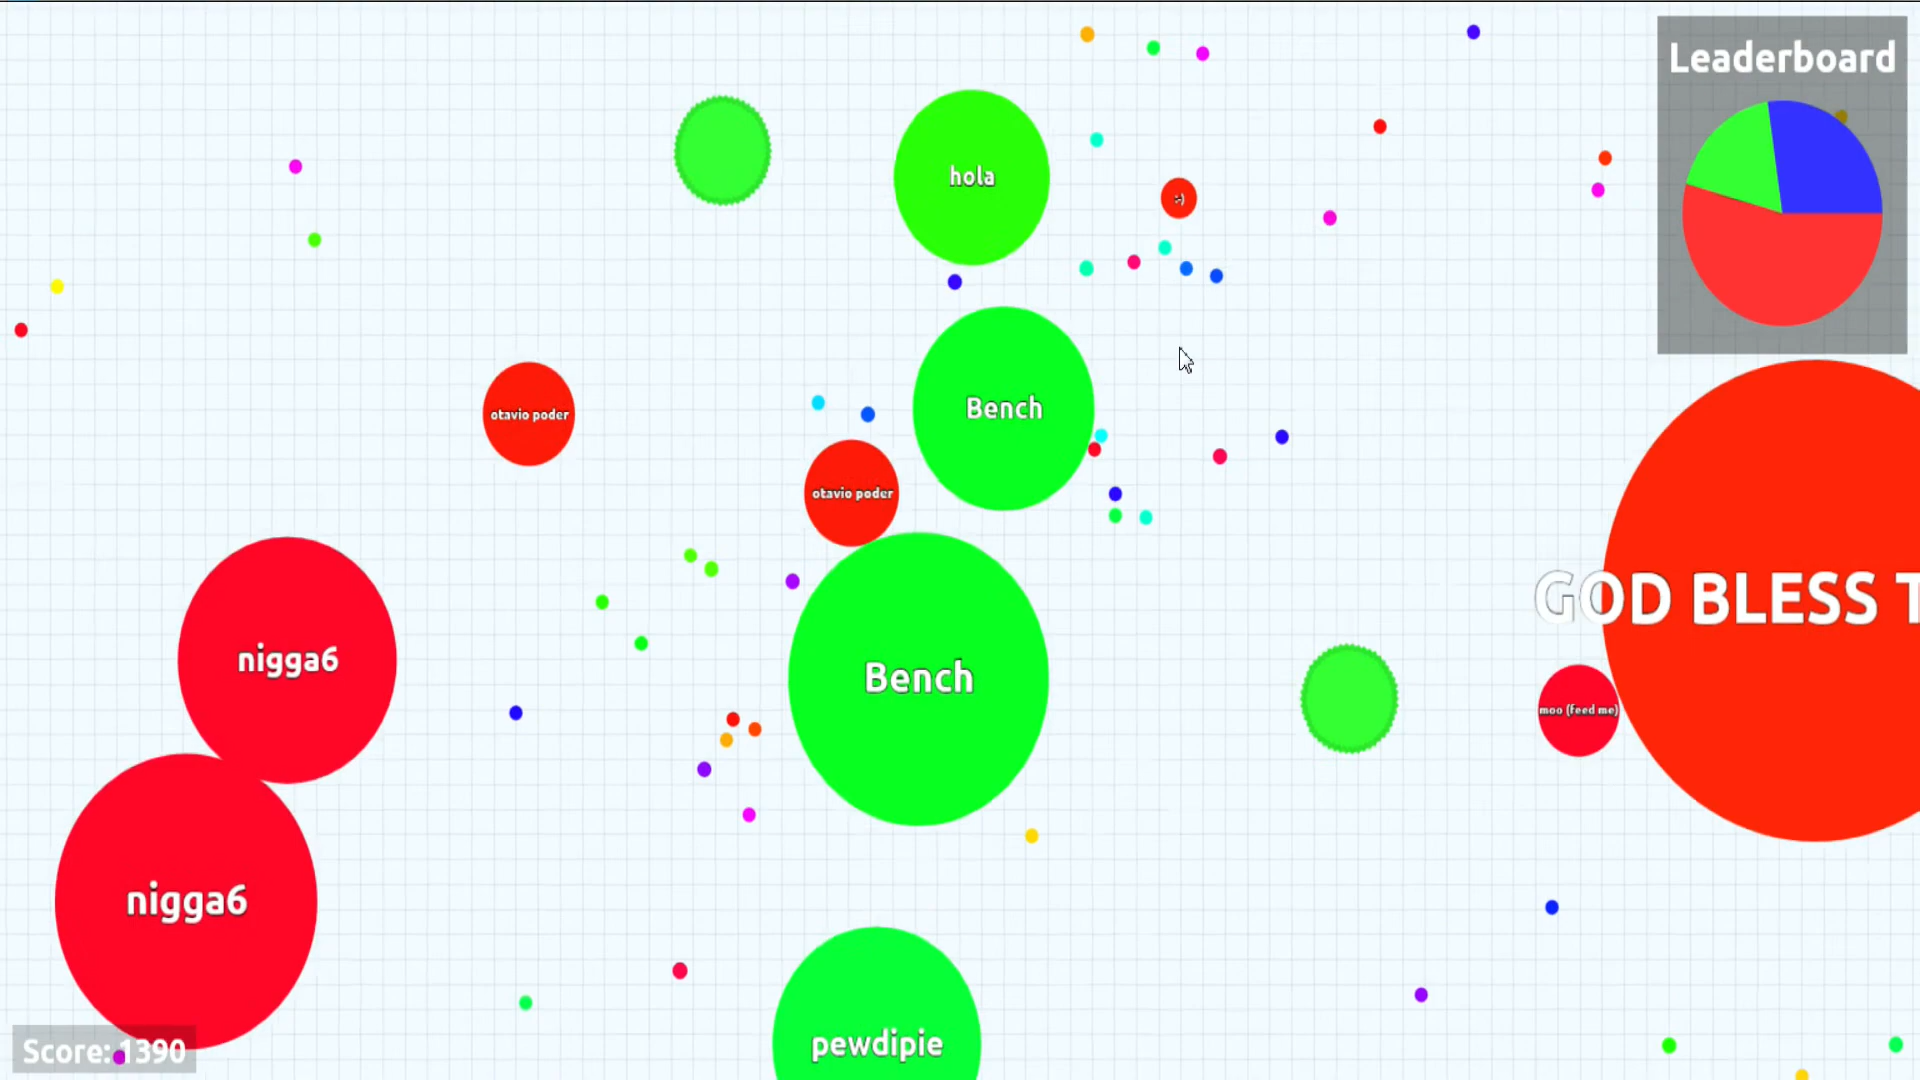 Leaderboard
hola
:-)
Bench
otavio poder
otavio poder
GOD BLESS T
nigga6
Bench
moo (feed me)
nigga6
pewdipie
Score: 1390